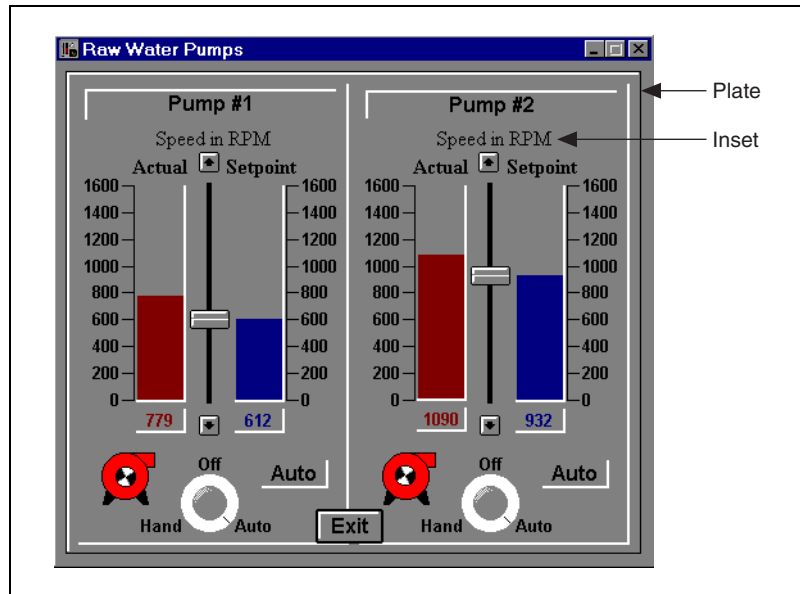 Raw Water Pumps
Plate
Inset
Pump #1
Speed in RPM
Actual Setpoint
1600 1600
1400 1400
1200 1200
1000 1000
800 800
600 600
400 400
200 200
0 0
779 612
Off
Auto
Hand Auto
Pump #2
Speed in RPM
Actual Setpoint
1600 1600
1400 1400
1200 1200
1000 1000
800 800
600 600
400 400
200 200
0 0
1090 932
Off
Auto
Hand Auto
Exit